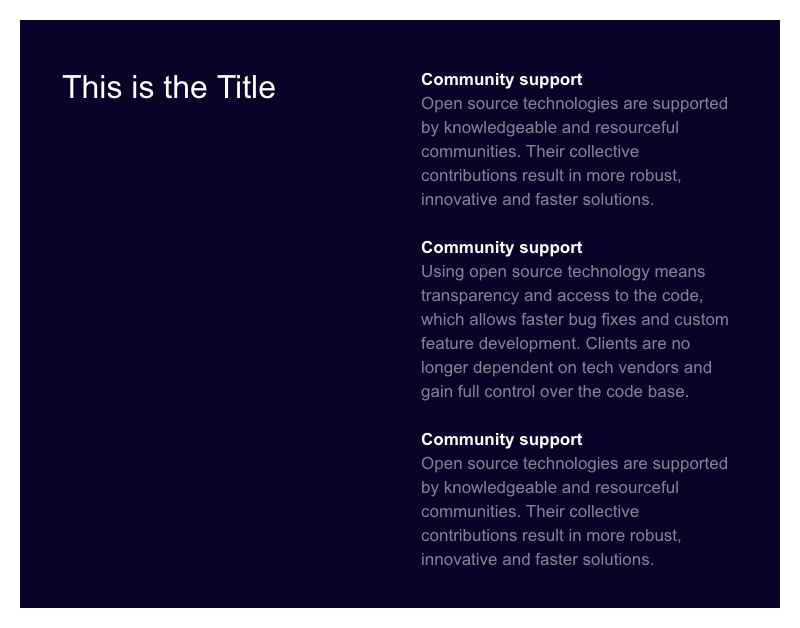 This is the Title
Community support
Open source technologies are supported
by knowledgeable and resourceful
communities. Their collective
contributions result in more robust,
innovative and faster solutions.
Community support
Using open source technology means
transparency and access to the code,
which allows faster bug fixes and custom
feature development. Clients are no
longer dependent on tech vendors and
gain full control over the code base.
Community support
Open source technologies are supported
by knowledgeable and resourceful
communities. Their collective
contributions result in more robust,
innovative and faster solutions.